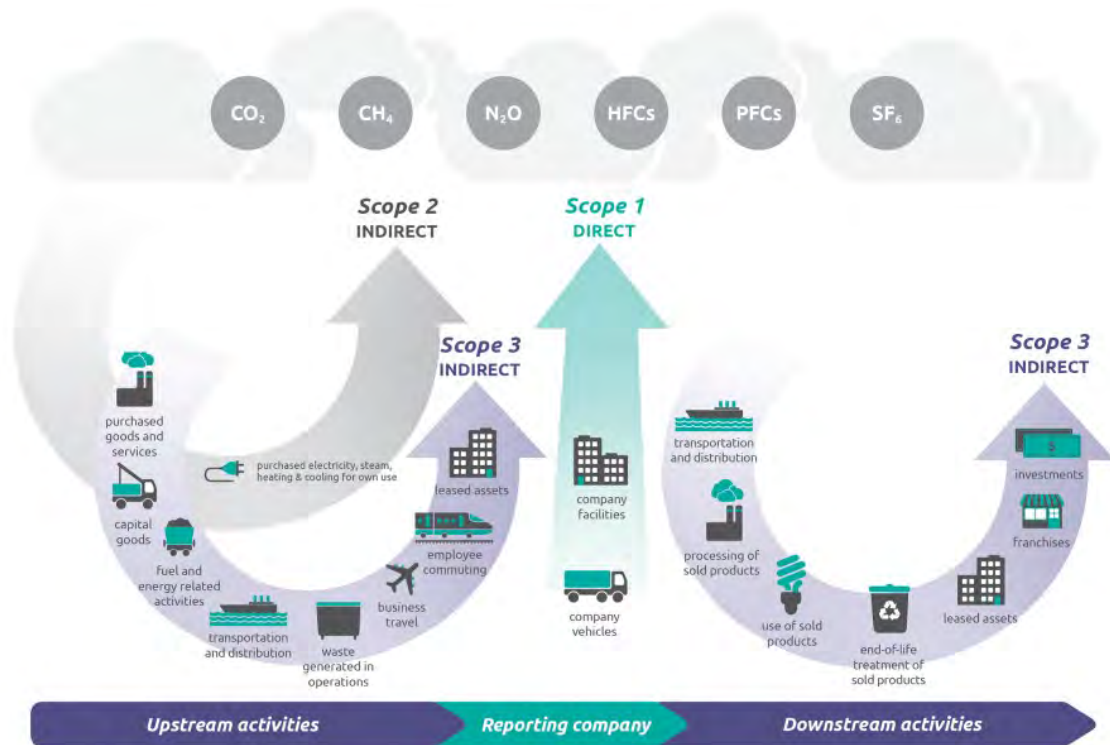 CO₂
CH₄
N₂O
HFCs
PFCs
SF₆
Scope 2
INDIRECT
Scope 1
DIRECT
Scope 3
INDIRECT
Scope 3
INDIRECT
purchased
goods and
services
capital
goods
fuel and
energy related
activities
purchased electricity, steam,
heating & cooling for own use
transportation
and distribution
waste
generated in
operations
business
travel
employee
commuting
leased assets
company
facilities
company
vehicles
transportation
and distribution
processing of
sold products
use of sold
products
end-of-life
treatment of
sold products
leased assets
franchises
$
investments
Upstream activities
Reporting company
Downstream activities